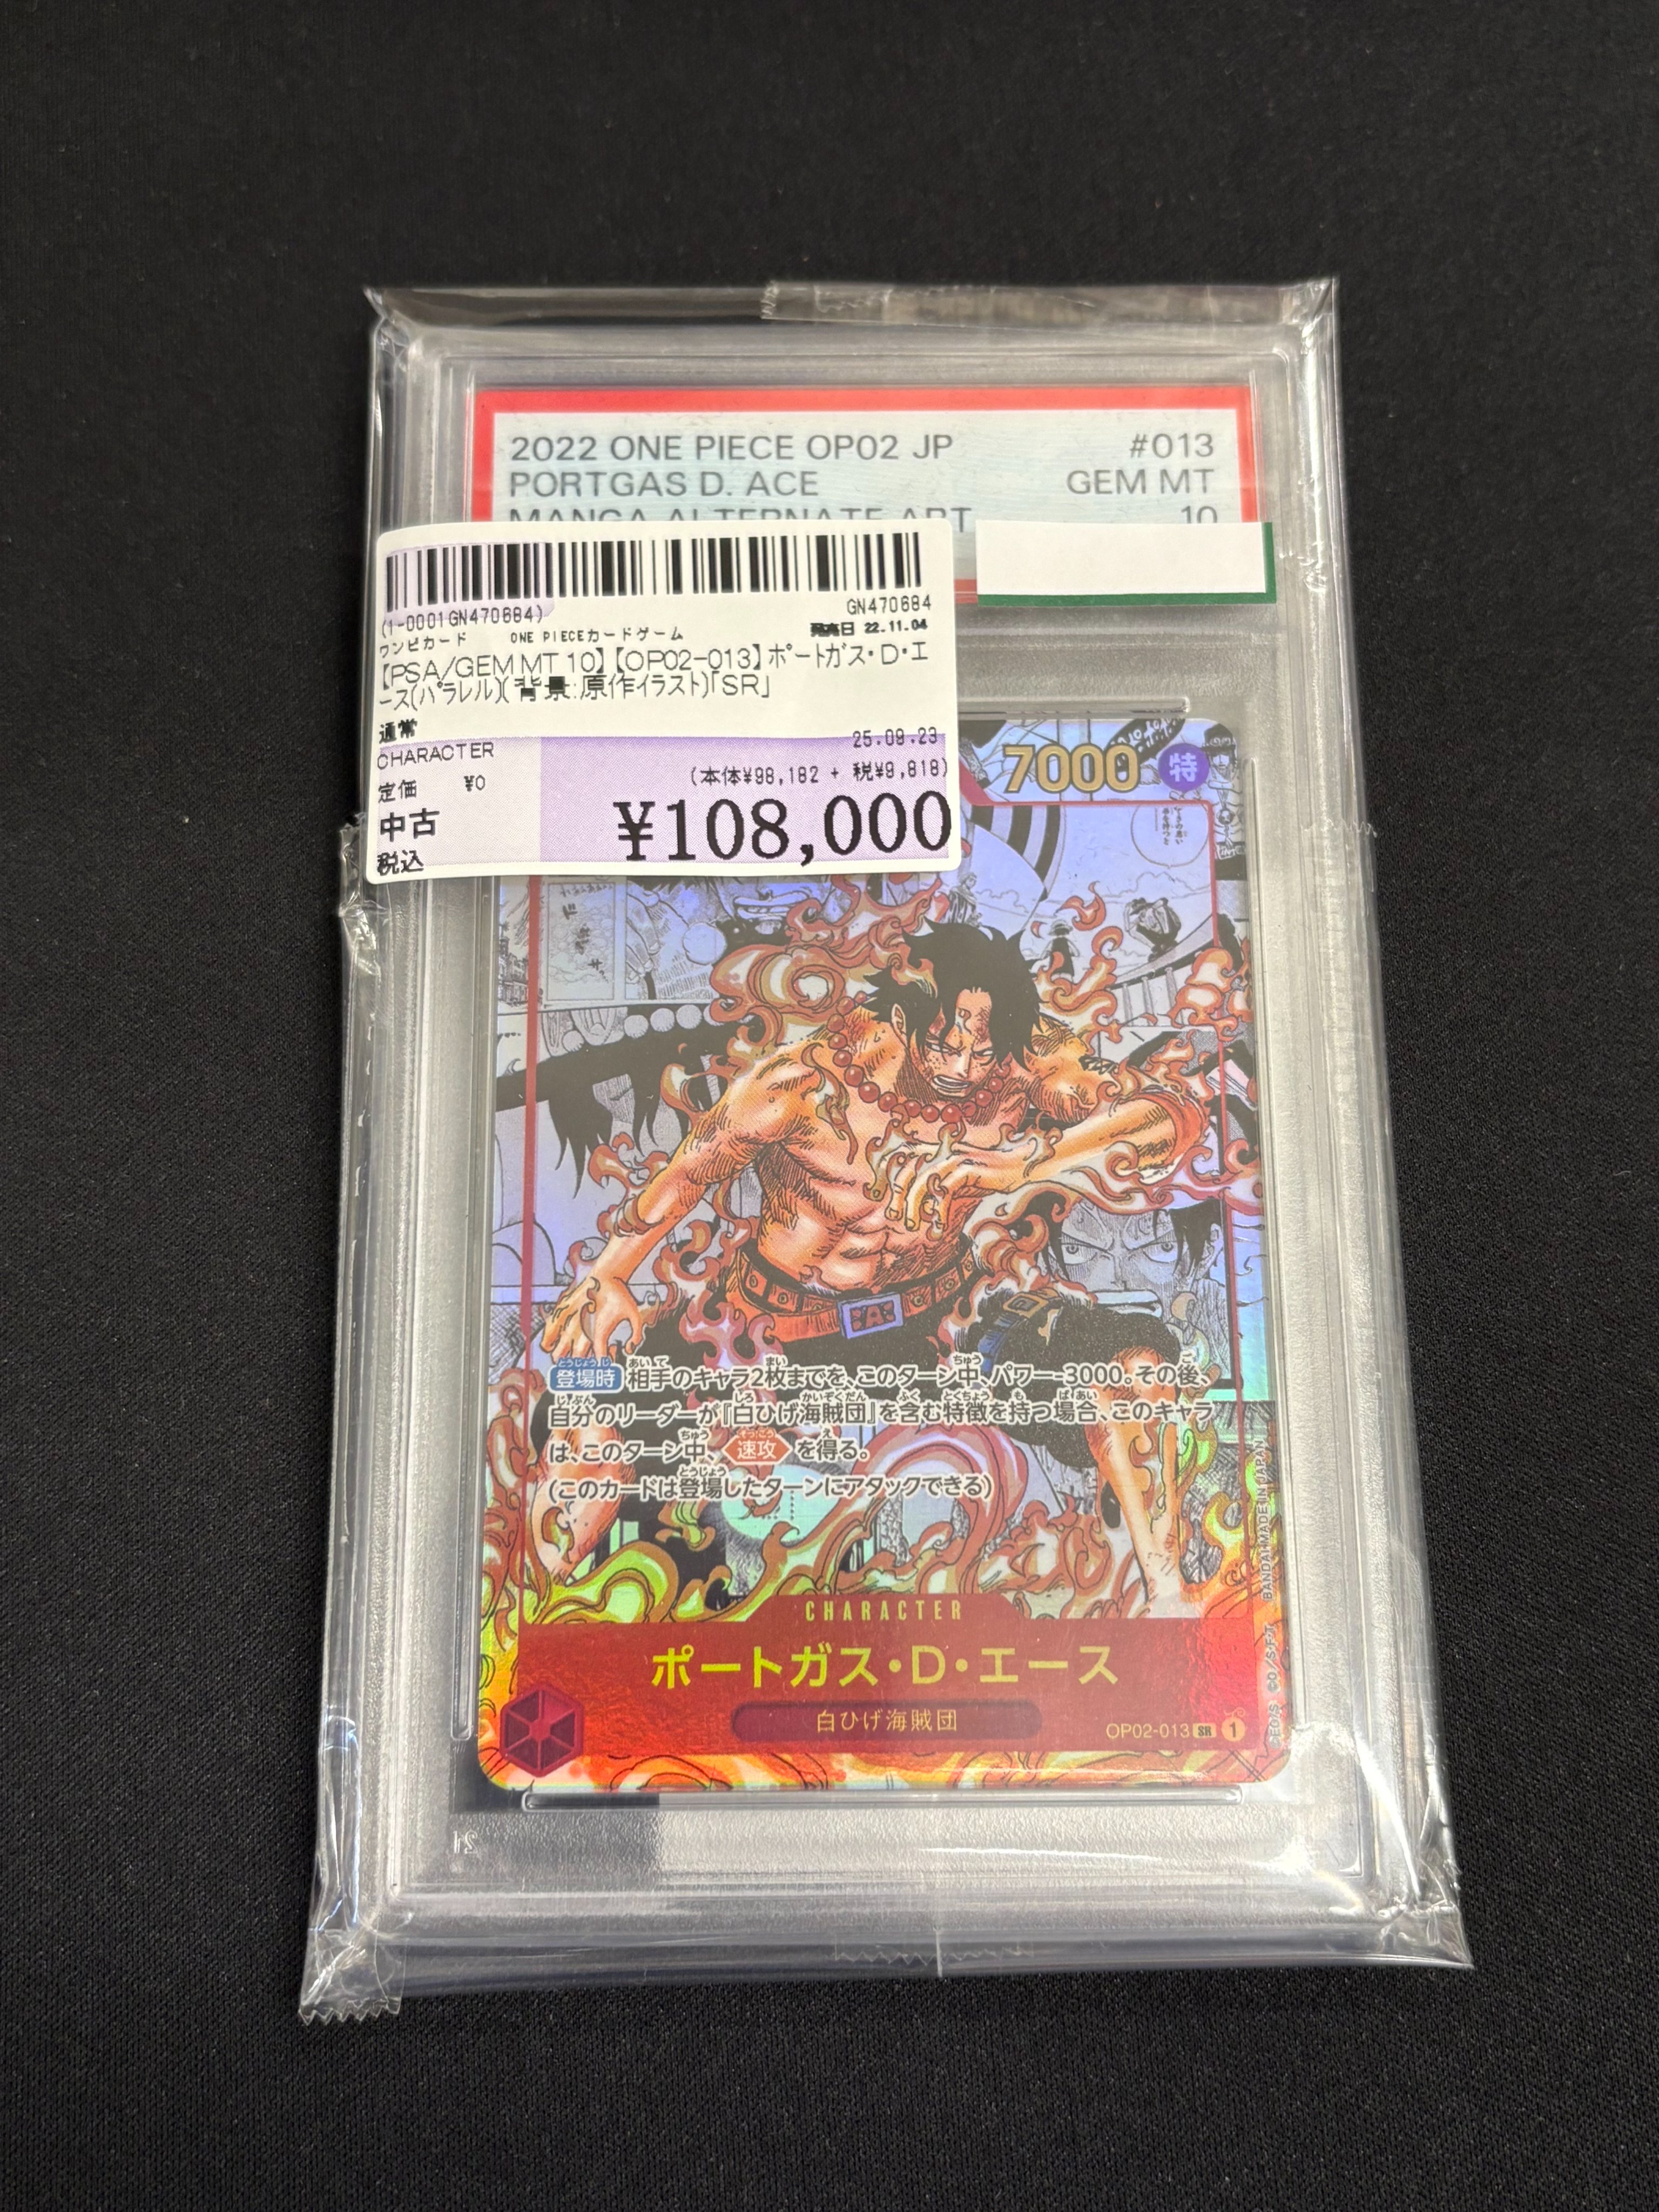 2022 ONE PIECE OP02 JP #013
PORTGAS D. ACE GEM MT
MANGA ALTERNATE ART 10
(1-0001GN470684) GN470684
ワンピカード ONE PIECEカードゲーム 発売日 22.11.04
【PSA/GEM MT 10】【OP02-013】ポートガス・D・エ
ース(パラレル)(背景:原作イラスト)「SR」
通常
CHARACTER 25.09.23
定価 ¥0 (本体¥98,182 + 税¥9,818)
中古 ¥108,000
税込
7000 特
登場時 相手のキャラ2枚までを、このターン中、パワー-3000。その後、
自分のリーダーが『白ひげ海賊団』を含む特徴を持つ場合、このキャラ
は、このターン中、速攻を得る。
(このカードは登場したターンにアタックできる)
CHARACTER
ポートガス・D・エース
白ひげ海賊団
OP02-013 SR 1
©E.O/S. ©O./S,F,T BANDAI MADE IN JAPAN